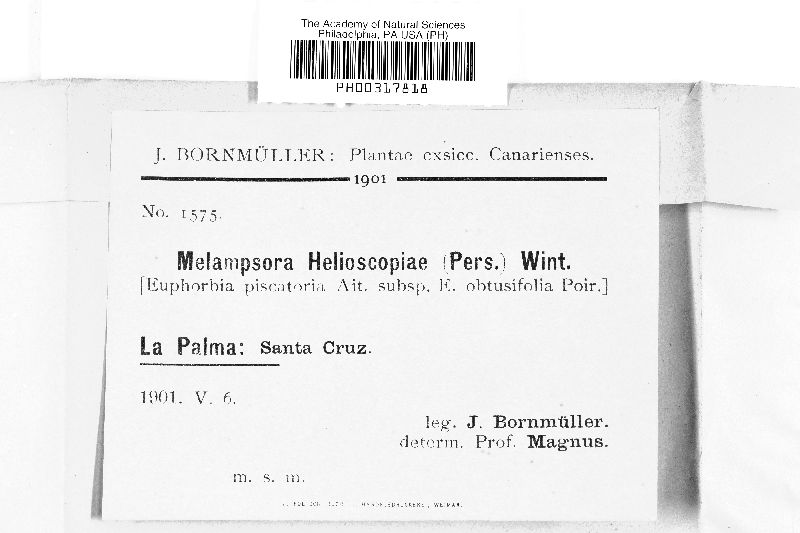 The Academy of Natural Sciences
Philadelphia, PA USA (PH)
PH00317818
J. BORNMÜLLER: Plantae exsicc. Canarienses.
1901
No. 1575.
Melampsora Helioscopiae (Pers.) Wint.
[Euphorbia piscatoria Ait. subsp. E. obtusifolia Poir.]
La Palma: Santa Cruz.
1901. V. 6.
leg. J. Bornmüller.
determ. Prof. Magnus.
m. s. m.
WEIMAR.